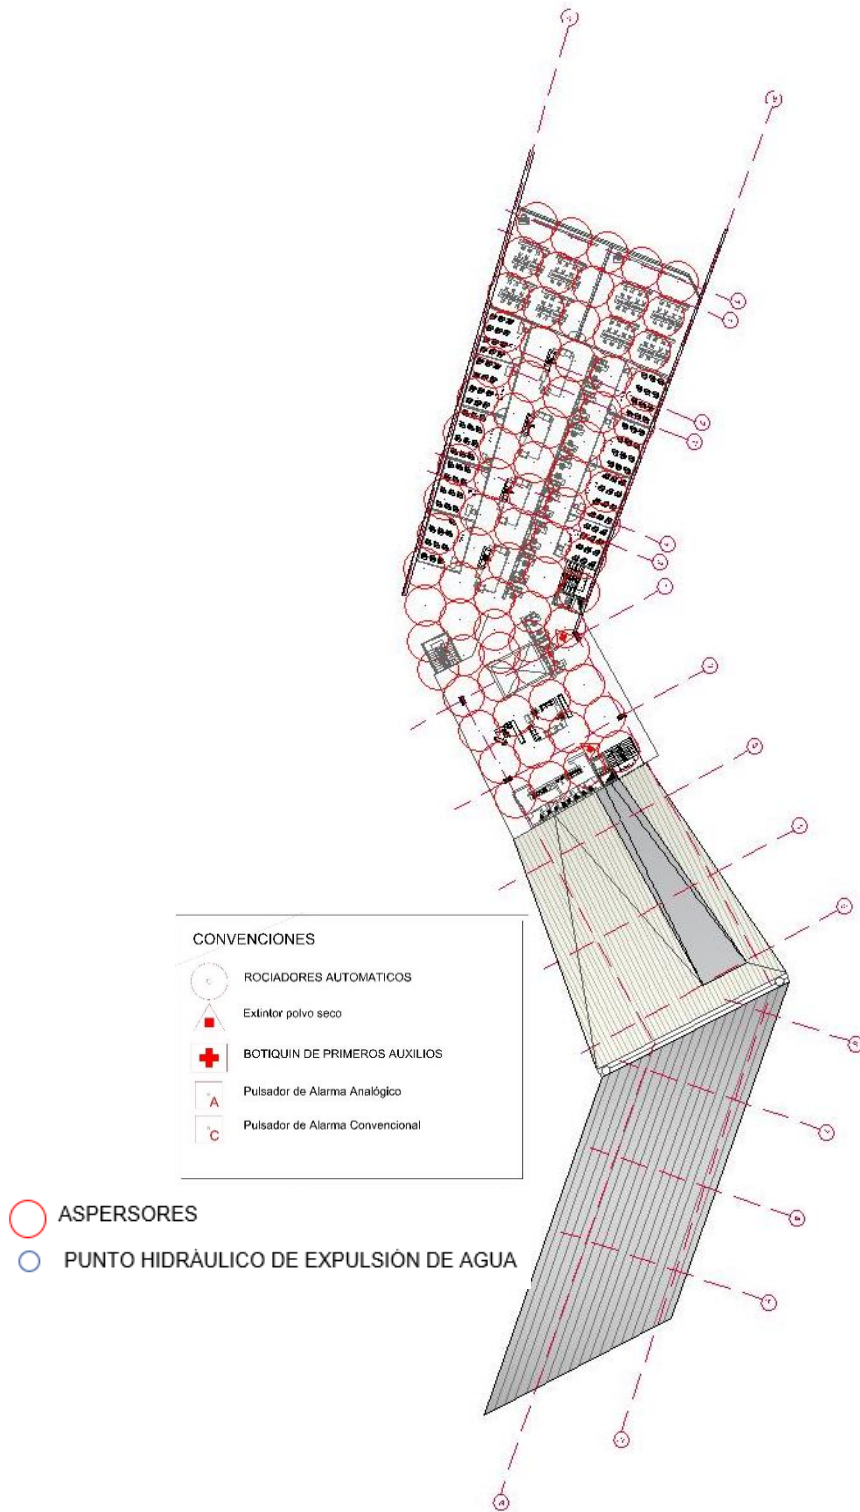 CONVENCIONES
ROCIADORES AUTOMATICOS
Extintor polvo seco
BOTIQUIN DE PRIMEROS AUXILIOS
A
Pulsador de Alarma Analógico
C
Pulsador de Alarma Convencional
ASPERSORES
PUNTO HIDRÁULICO DE EXPULSIÓN DE AGUA